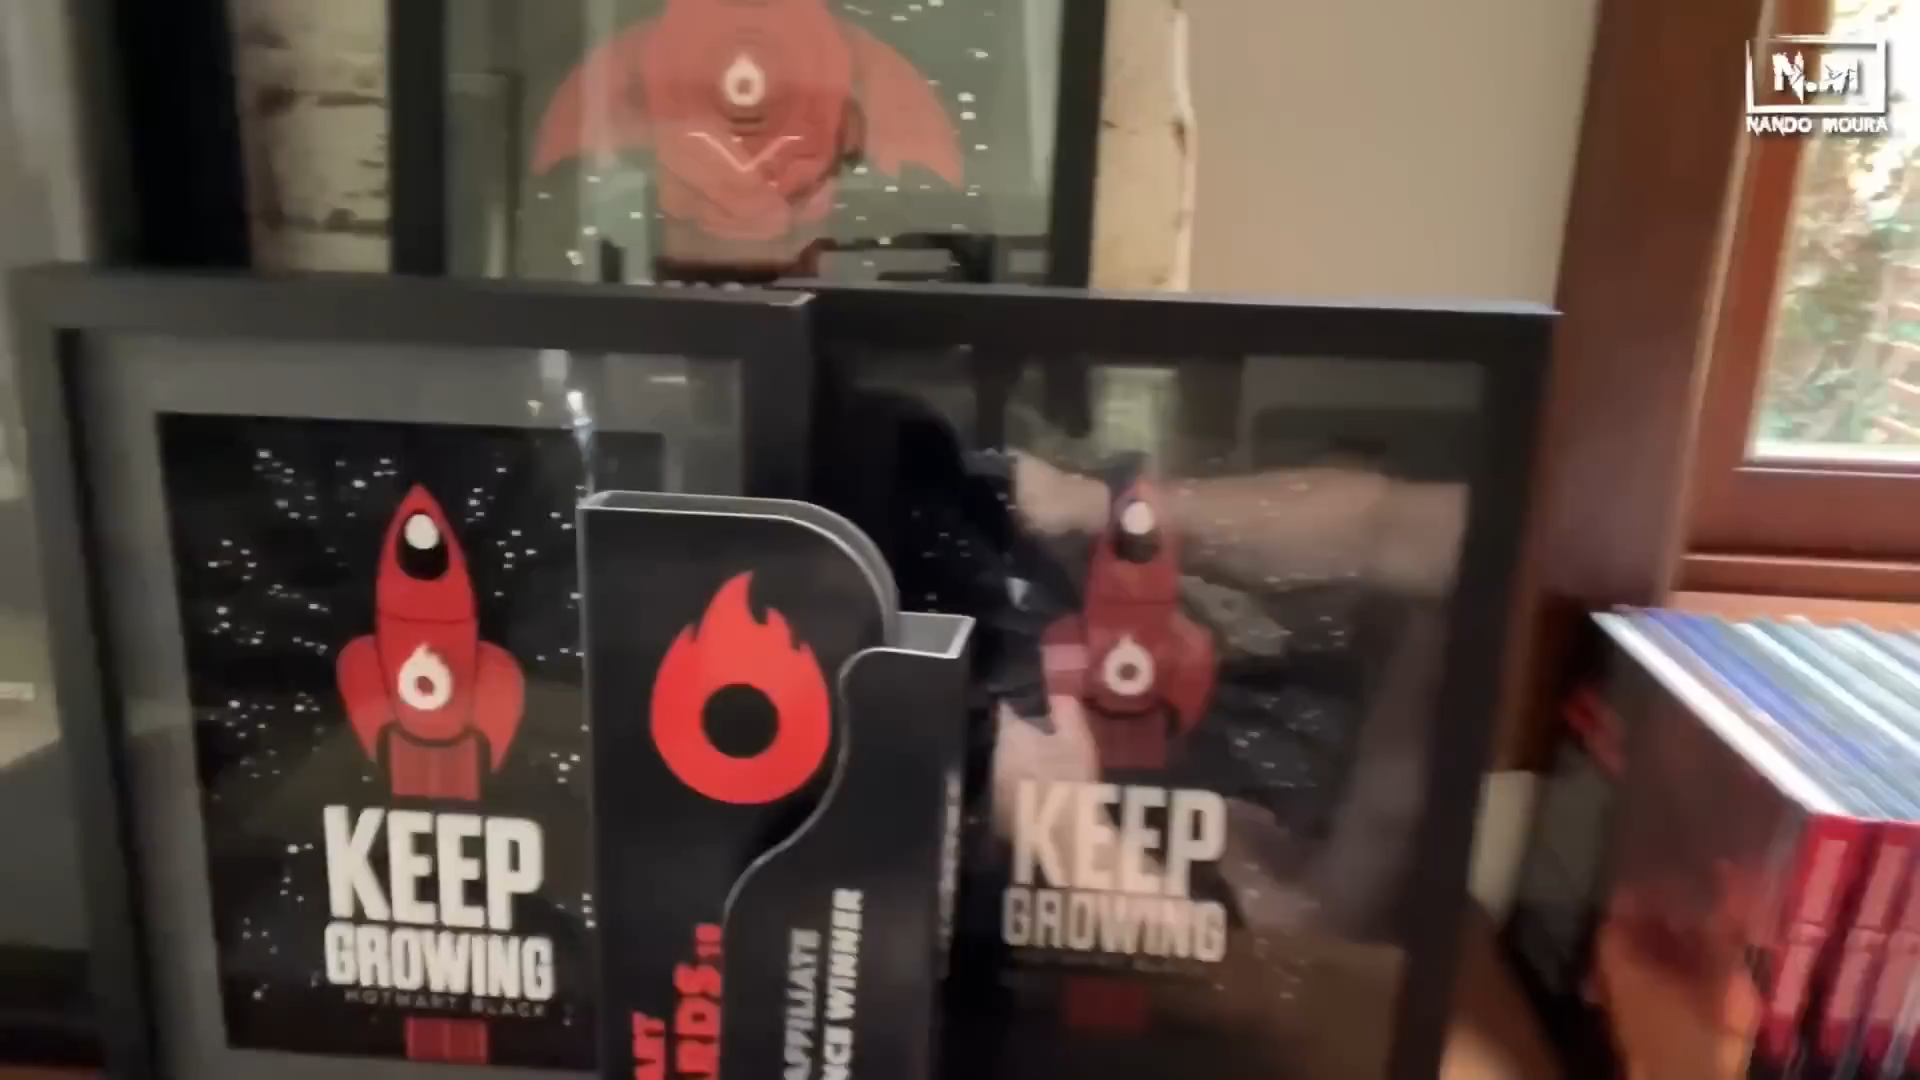 N.M
NANDO MOURA
KEEP
GROWING
HOTMART BLACK
AFFILIATE
WINNER
KEEP
GROWING